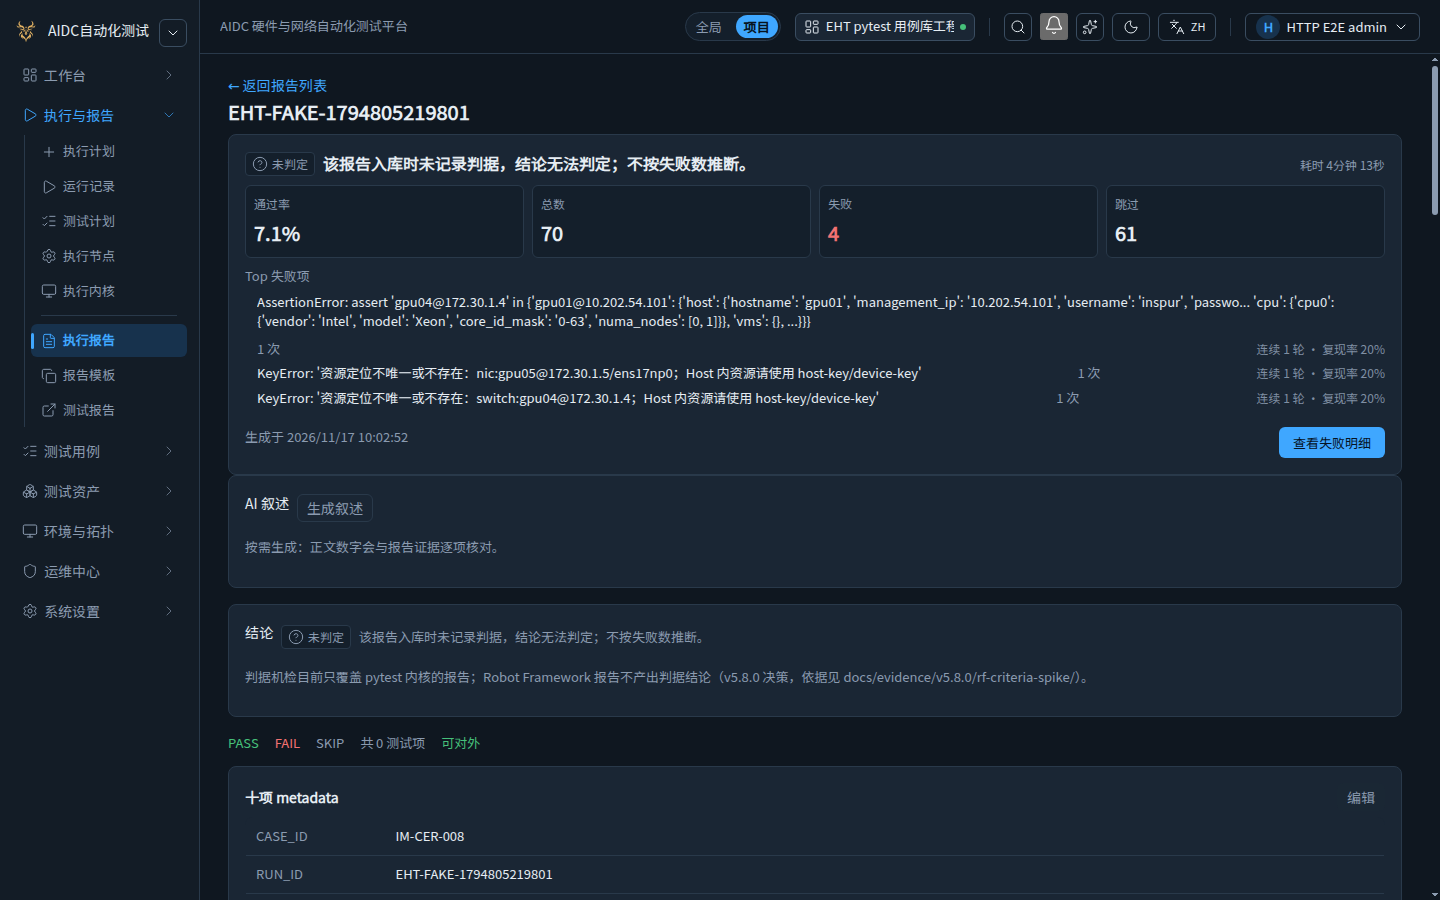 AIDC自动化测试
AIDC 硬件与网络自动化测试平台
全局
项目
EHT pytest 用例库工程
ZH
H
HTTP E2E admin
工作台
执行与报告
执行计划
运行记录
测试计划
执行节点
执行内核
执行报告
报告模板
测试报告
测试用例
测试资产
环境与拓扑
运维中心
系统设置
← 返回报告列表
EHT-FAKE-1794805219801
未判定
该报告入库时未记录判据，结论无法判定；不按失败数推断。
耗时 4分钟 13秒
通过率
7.1%
总数
70
失败
4
跳过
61
Top 失败项
AssertionError: assert 'gpu04@172.30.1.4' in {'gpu01@10.202.54.101': {'host': {'hostname': 'gpu01', 'management_ip': '10.202.54.101', 'username': 'inspur', 'passwo... 'cpu': {'cpu0':
{'vendor': 'Intel', 'model': 'Xeon', 'core_id_mask': '0-63', 'numa_nodes': [0, 1]}}, 'vms': {}, ...}}}
1 次
连续 1 轮 · 复现率 20%
KeyError: '资源定位不唯一或不存在：nic:gpu05@172.30.1.5/ens17np0；Host 内资源请使用 host-key/device-key'
1 次
连续 1 轮 · 复现率 20%
KeyError: '资源定位不唯一或不存在：switch:gpu04@172.30.1.4；Host 内资源请使用 host-key/device-key'
1 次
连续 1 轮 · 复现率 20%
生成于 2026/11/17 10:02:52
查看失败明细
AI 叙述
生成叙述
按需生成：正文数字会与报告证据逐项核对。
结论
未判定
该报告入库时未记录判据，结论无法判定；不按失败数推断。
判据机检目前只覆盖 pytest 内核的报告；Robot Framework 报告不产出判据结论（v5.8.0 决策，依据见 docs/evidence/v5.8.0/rf-criteria-spike/）。
PASS
FAIL
SKIP
共 0 测试项
可对外
十项 metadata
编辑
CASE_ID
IM-CER-008
RUN_ID
EHT-FAKE-1794805219801